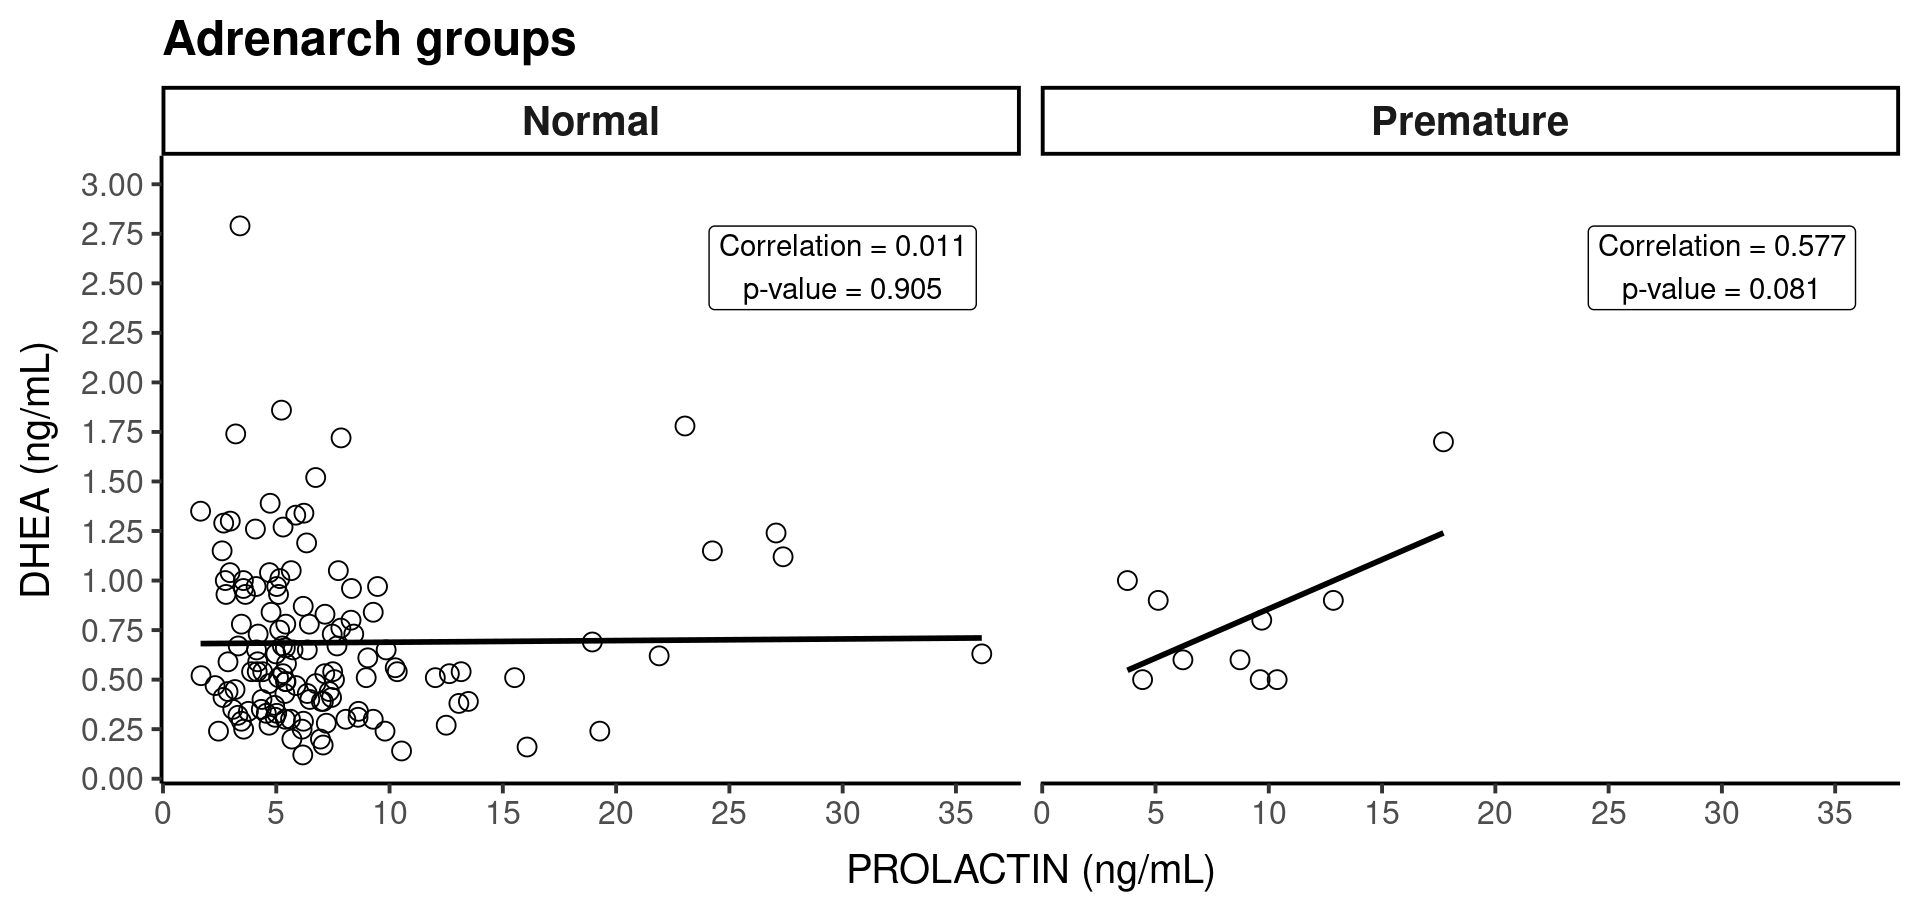 Adrenarch groups
Normal
Premature
DHEA (ng/mL)
3.00
2.75
2.50
2.25
2.00
1.75
1.50
1.25
1.00
0.75
0.50
0.25
0.00
Correlation = 0.011
p-value = 0.905
Correlation = 0.577
p-value = 0.081
0 5 10 15 20 25 30 35
0 5 10 15 20 25 30 35
PROLACTIN (ng/mL)